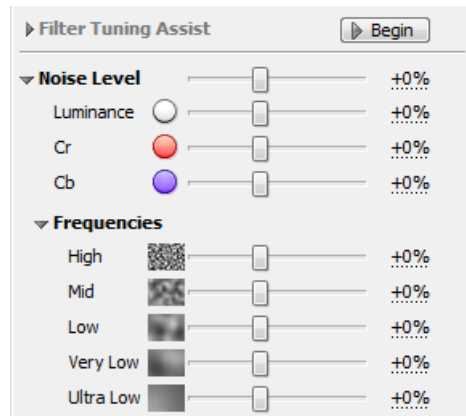 Filter Tuning Assist Begin
Noise Level +0%
Luminance +0%
Cr +0%
Cb +0%
Frequencies
High +0%
Mid +0%
Low +0%
Very Low +0%
Ultra Low +0%